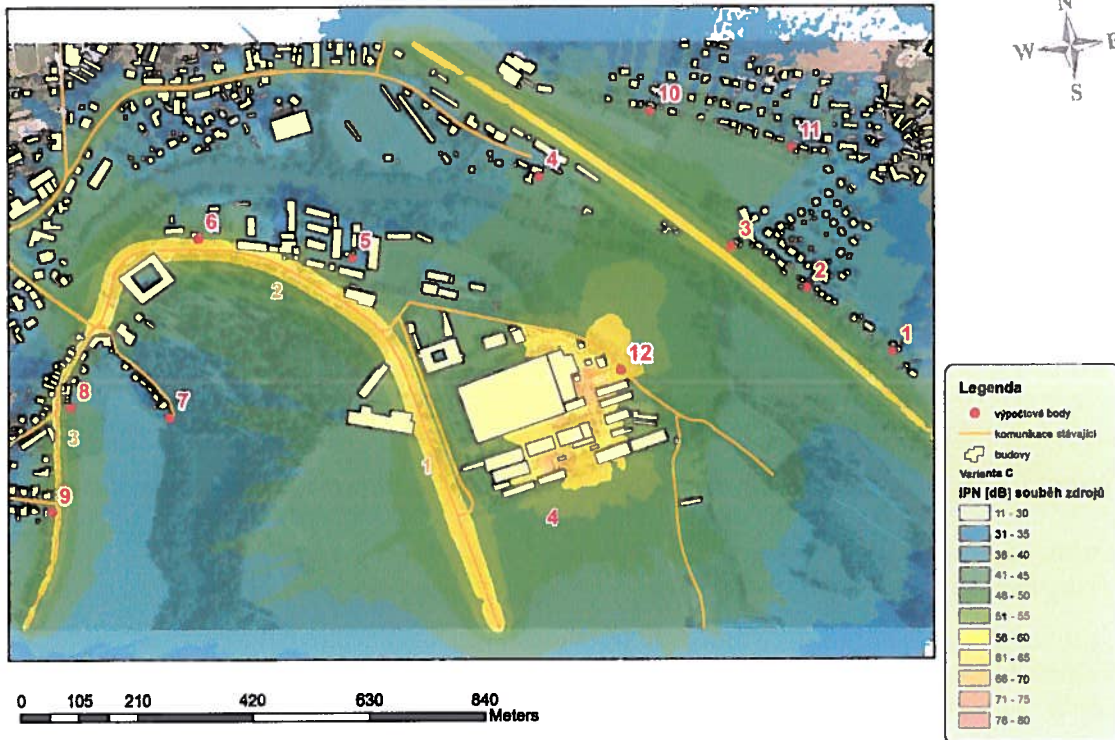 N
W E
S
10
11
4
6
5
3
2
2
1
12
8
7
3
1
9
4
Legenda
výpočtové body
komunikace stávající
budovy
Varianta C
IPN [dB] souběh zdrojů
11 - 30
31 - 35
36 - 40
41 - 45
46 - 50
51 - 55
56 - 60
61 - 65
66 - 70
71 - 75
76 - 80
0 105 210 420 630 840
Meters